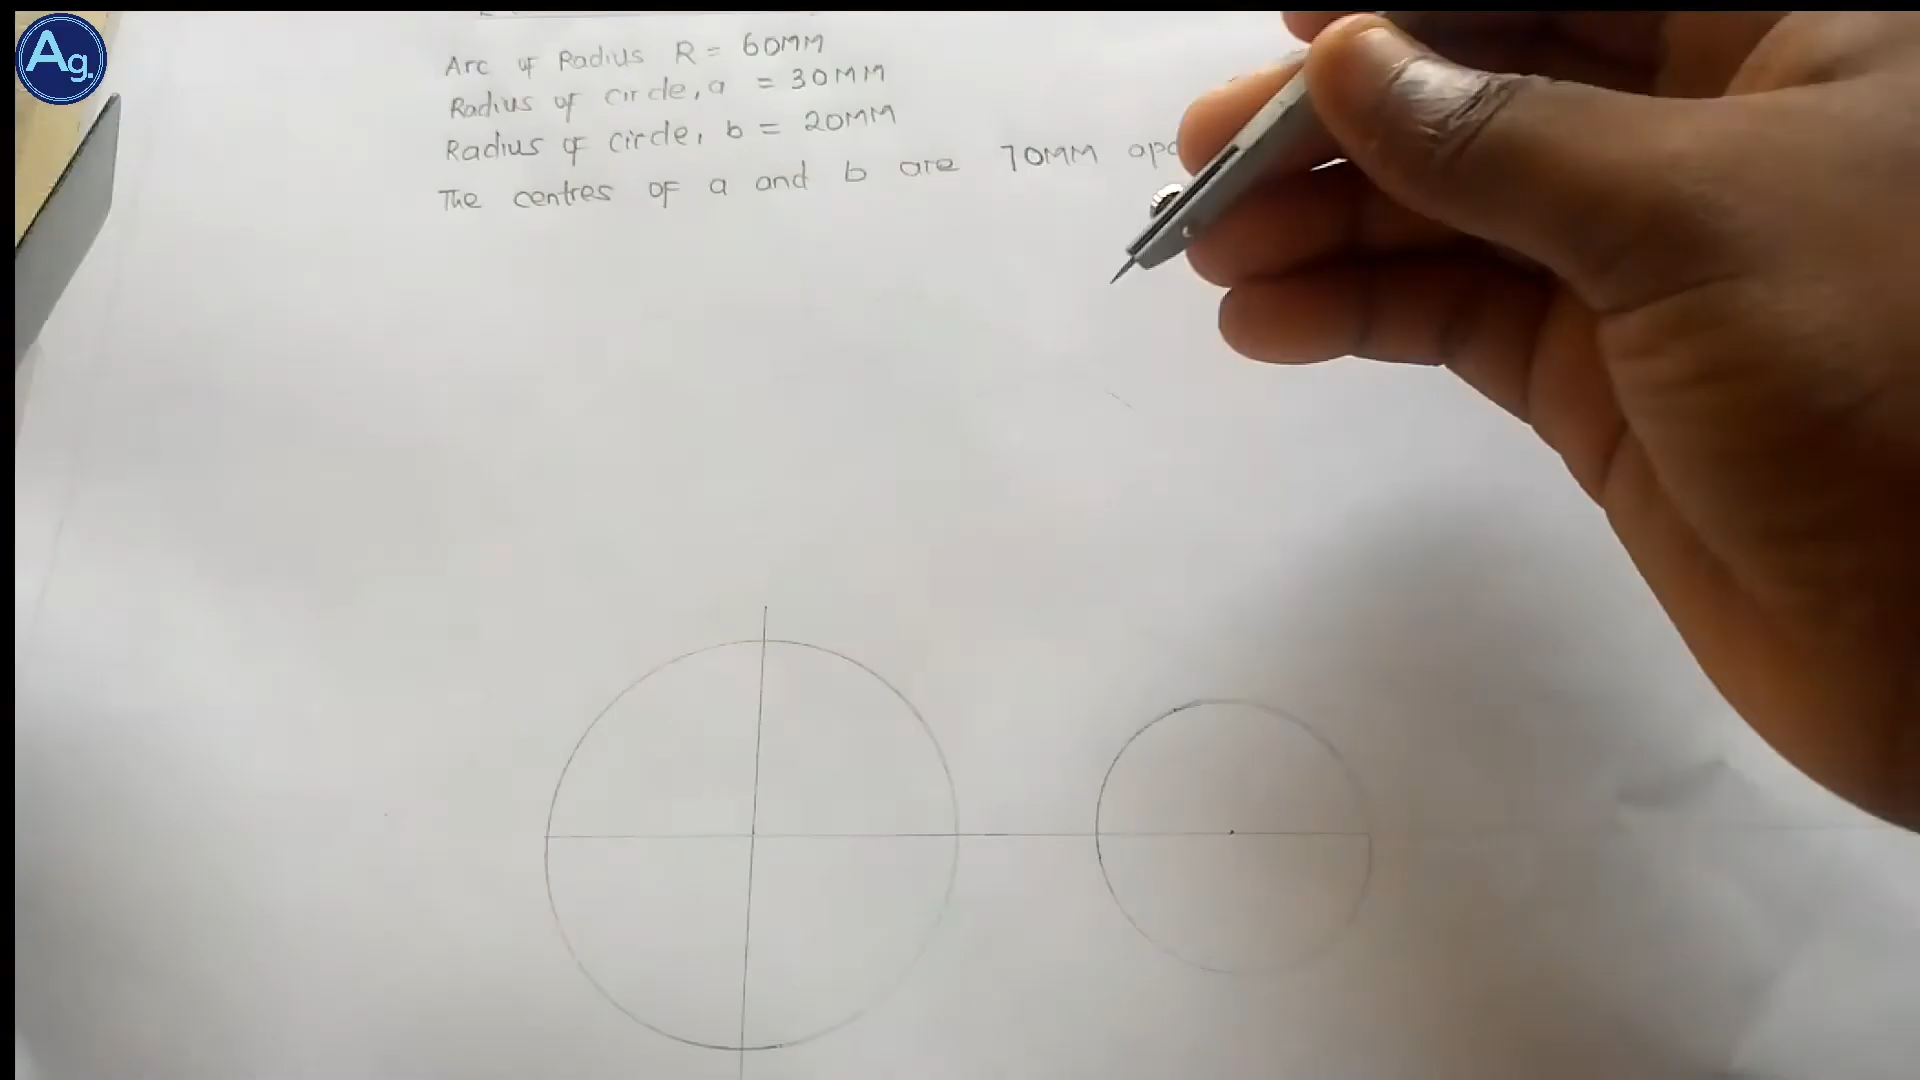 Ag.
Arc of Radius R = 60MM
Radius of circle, a = 30MM
Radius of circle, b = 20MM
The centres of a and b are 70MM